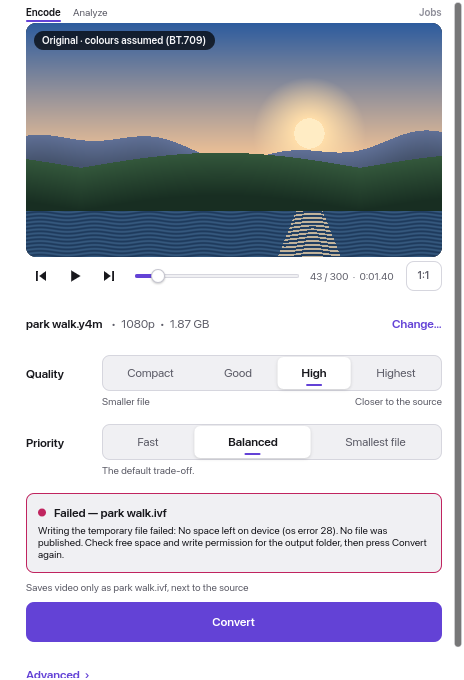 Encode Analyze Jobs
Original · colours assumed (BT.709)
43 / 300 · 0:01.40 1:1
park walk.y4m • 1080p • 1.87 GB Change…
Quality Compact Good High Highest
Smaller file Closer to the source
Priority Fast Balanced Smallest file
The default trade-off.
Failed — park walk.ivf
Writing the temporary file failed: No space left on device (os error 28). No file was
published. Check free space and write permission for the output folder, then press Convert
again.
Saves video only as park walk.ivf, next to the source
Convert
Advanced ›